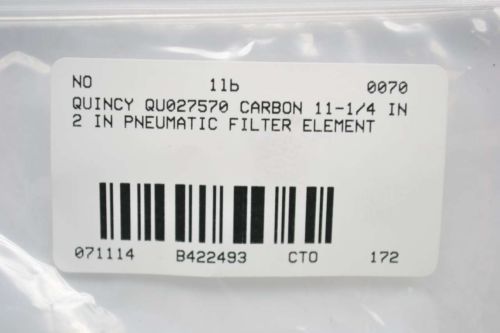 NO 11b 0070
QUINCY QU027570 CARBON 11-1/4 IN
2 IN PNEUMATIC FILTER ELEMENT
071114 B422493 CTO 172